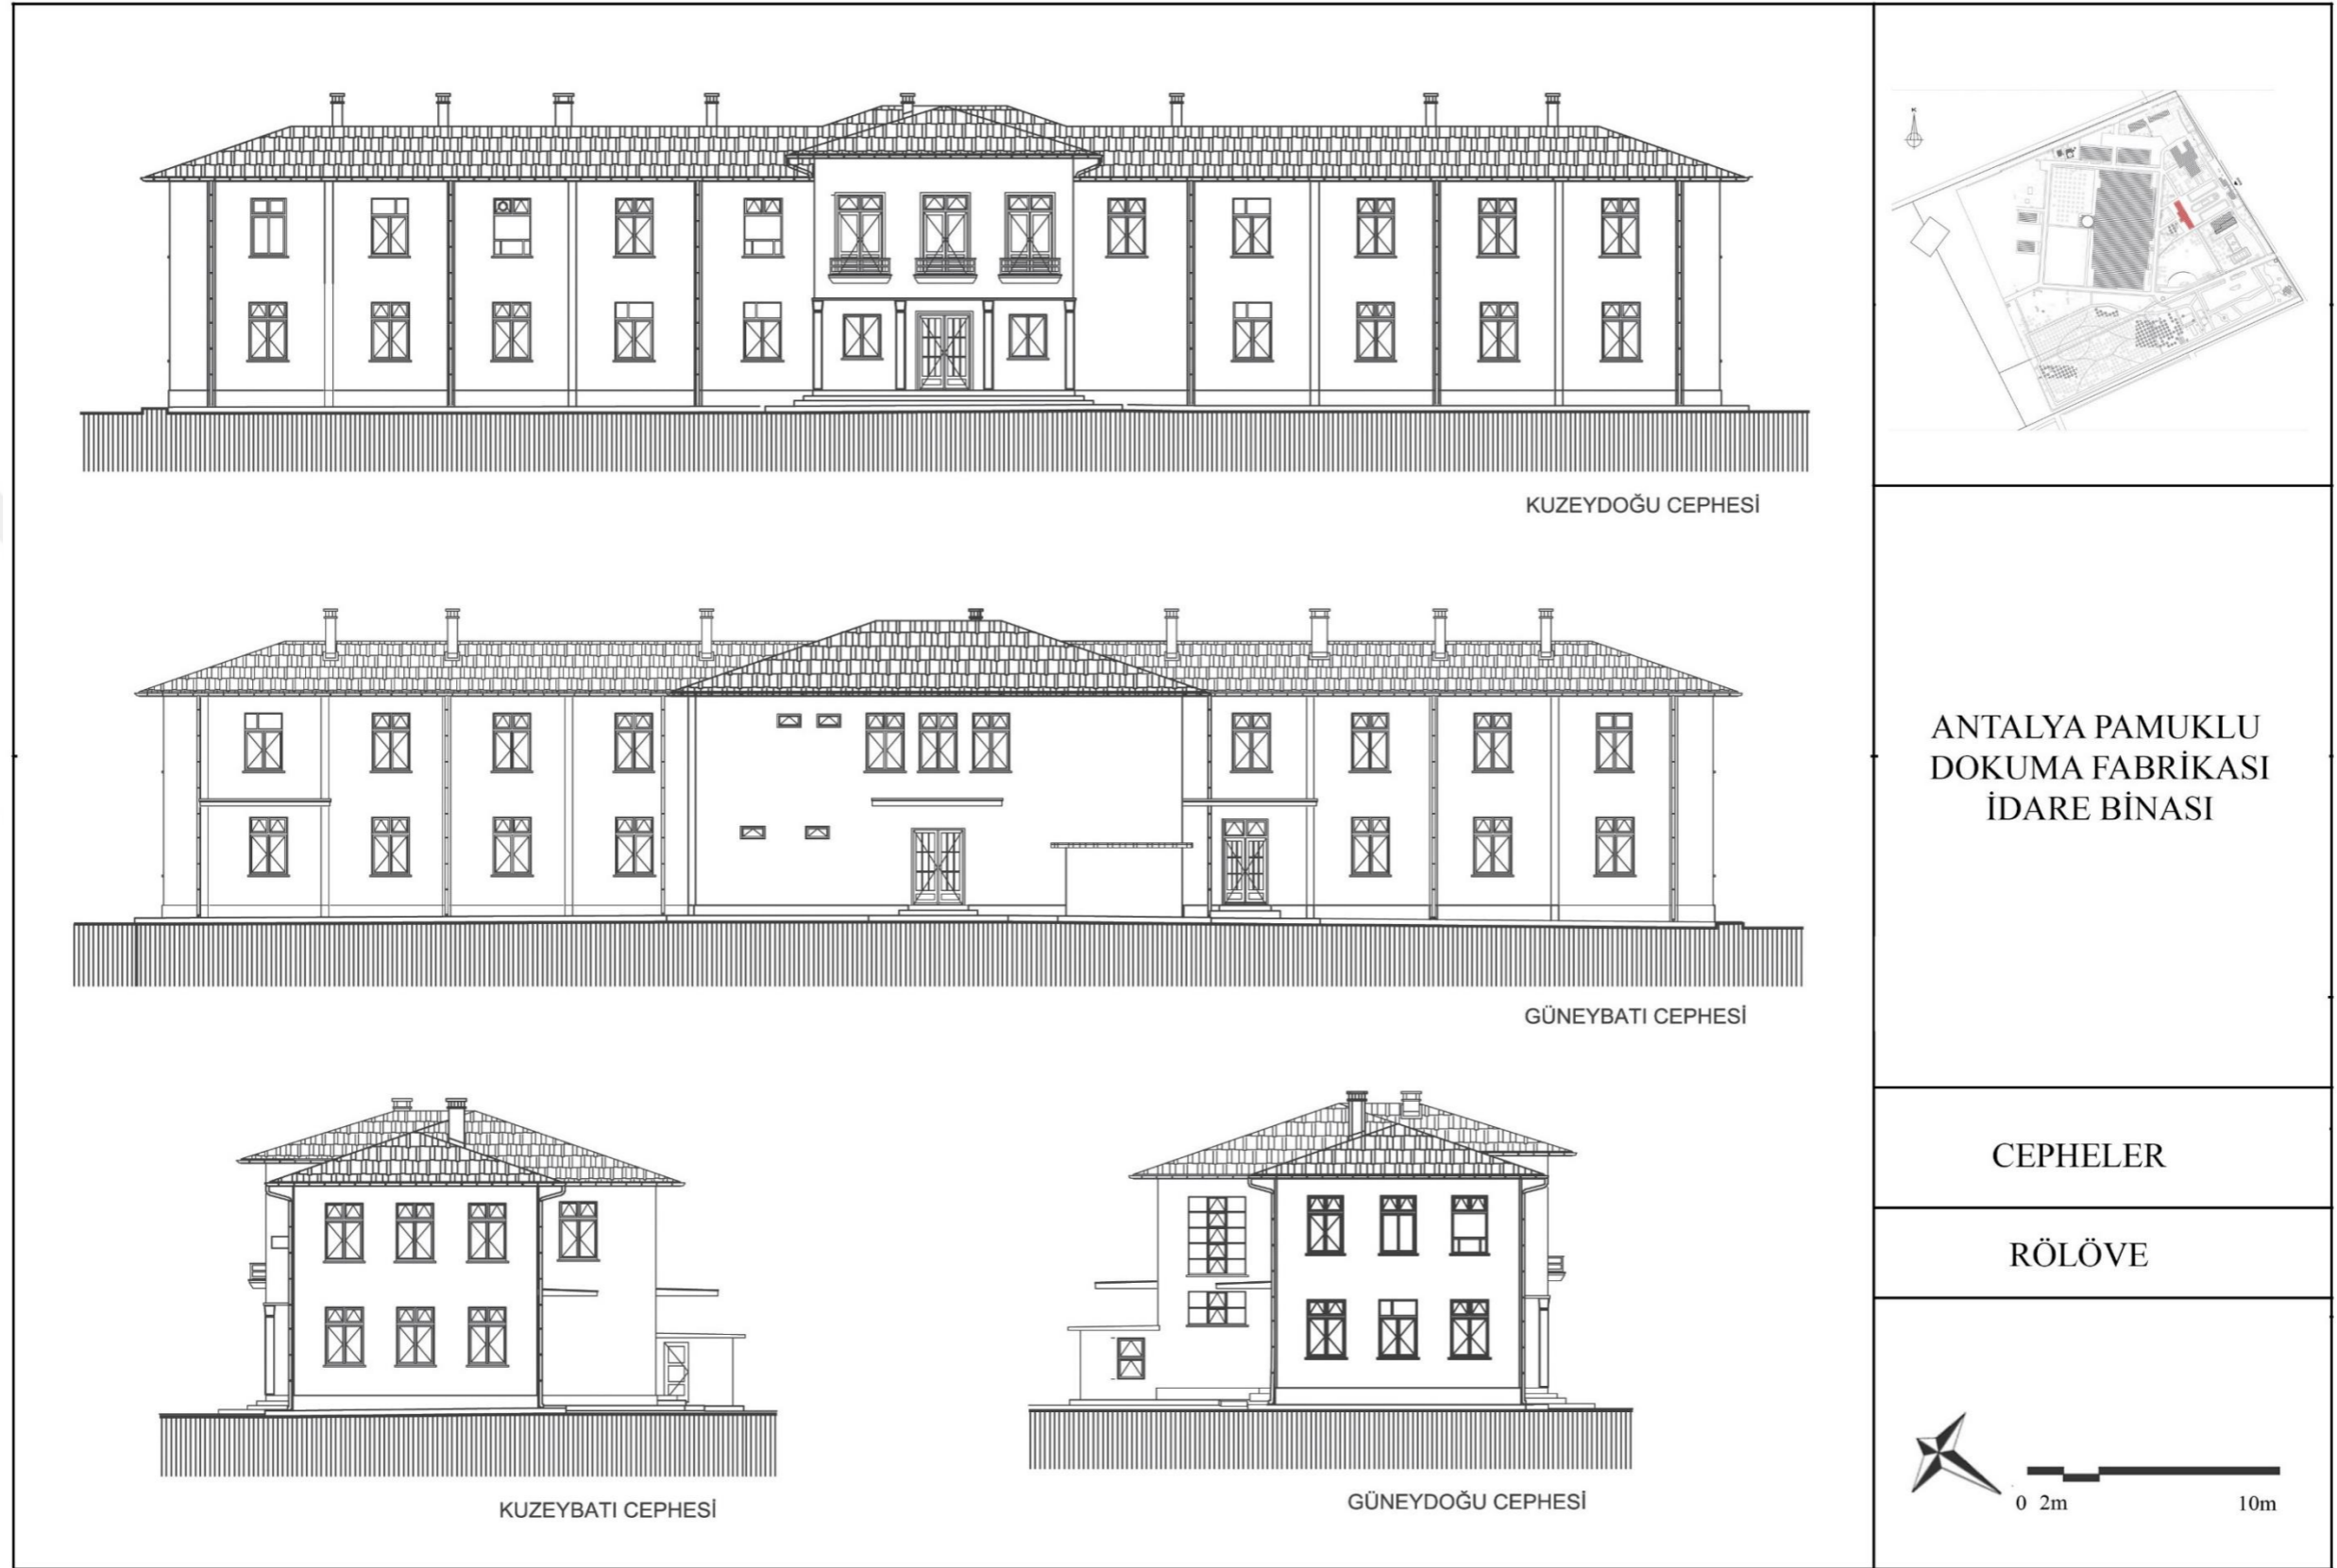 K
KUZEYDOĞU CEPHESİ
GÜNEYBATI CEPHESİ
KUZEYBATI CEPHESİ
GÜNEYDOĞU CEPHESİ
ANTALYA PAMUKLU
DOKUMA FABRİKASI
İDARE BİNASI
CEPHELER
RÖLÖVE
0 2m 10m